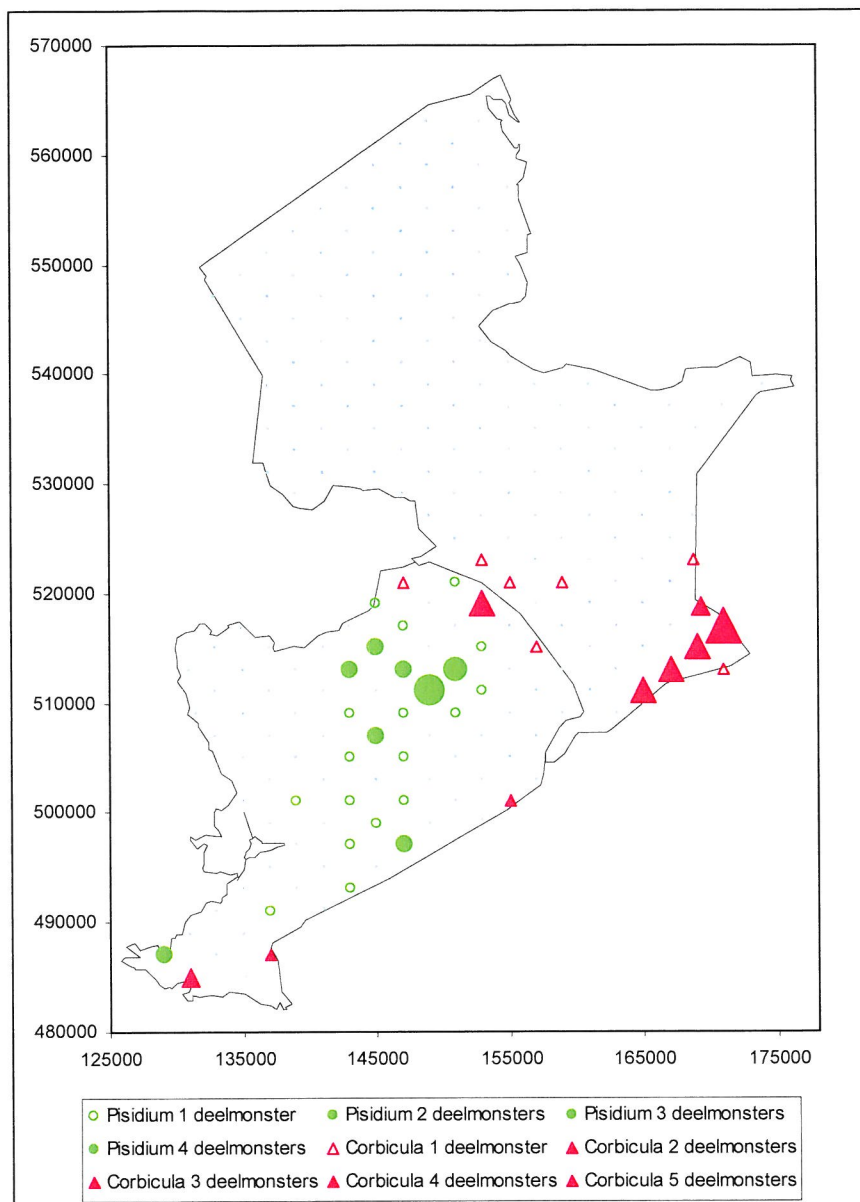 570000
560000
550000
540000
530000
520000
510000
500000
490000
480000
125000 135000 145000 155000 165000 175000
Pisidium 1 deelmonster Pisidium 2 deelmonsters Pisidium 3 deelmonsters
Pisidium 4 deelmonsters Corbicula 1 deelmonster Corbicula 2 deelmonsters
Corbicula 3 deelmonsters Corbicula 4 deelmonsters Corbicula 5 deelmonsters